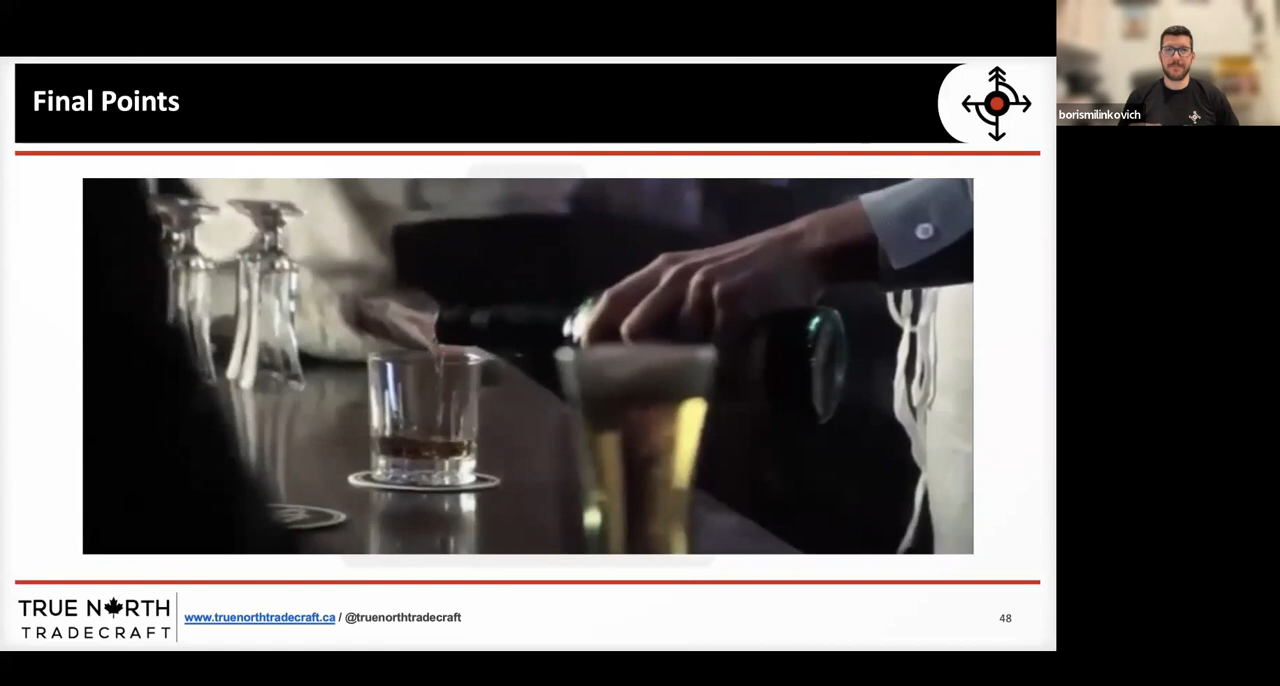 Final Points
borismilinkovich
TRUE NORTH
TRADECRAFT
www.truenorthtradecraft.ca / @truenorthtradecraft
48